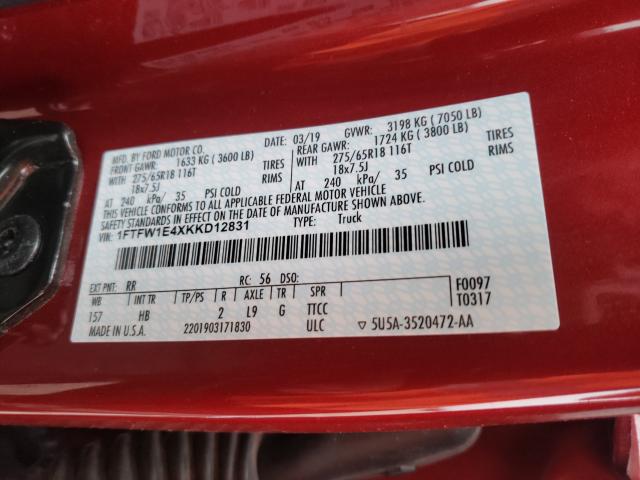 MFD. BY FORD MOTOR CO. 03/19 GVWR: 3198 KG ( 7050 LB)
FRONT GAWR: 1633 KG ( 3600 LB) REAR GAWR: 1724 KG ( 3800 LB)
WITH 275/65R18 116T TIRES WITH 275/65R18 116T TIRES
18x7.5J RIMS 18x7.5J RIMS
AT 240 kPa/ 35 PSI COLD AT 240 kPa/ 35 PSI COLD
THIS VEHICLE CONFORMS TO ALL APPLICABLE FEDERAL MOTOR VEHICLE
SAFETY STANDARDS IN EFFECT ON THE DATE OF MANUFACTURE SHOWN ABOVE.
VIN: 1FTFW1E4XKKD12831 TYPE: Truck
EXT PNT: RR RC: 56 DSO: F0097
WB INT TR TP/PS R AXLE TR SPR T0317
157 HB 2 L9 G TTCC
MADE IN U.S.A. 2201903171830 ULC ▽ 5U5A-3520472-AA